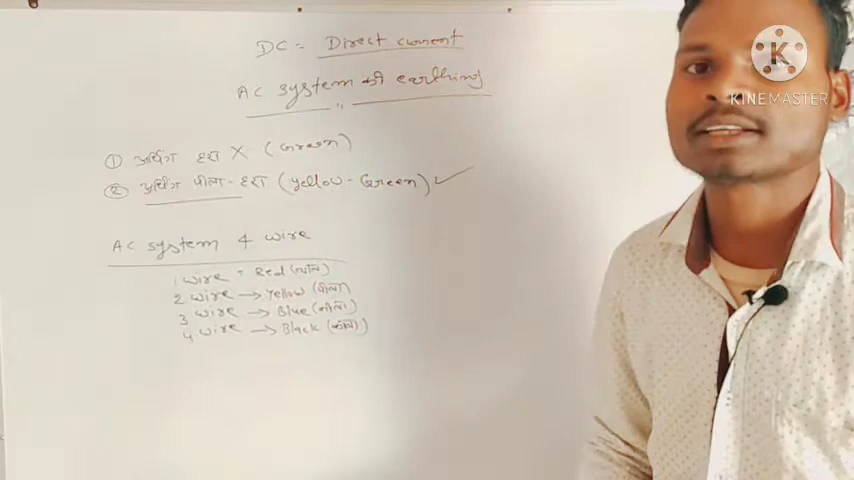 DC = Direct current
AC system की earthing
① अर्थिंग हरा X (Green)
② अर्थिंग पीला - हरा (Yellow - Green) ✓
AC system 4 wire
1 wire = Red (लाल)
2 wire → Yellow (पीला)
3 wire → Blue (नीला)
4 wire → Black (काला)
K
KINEMASTER